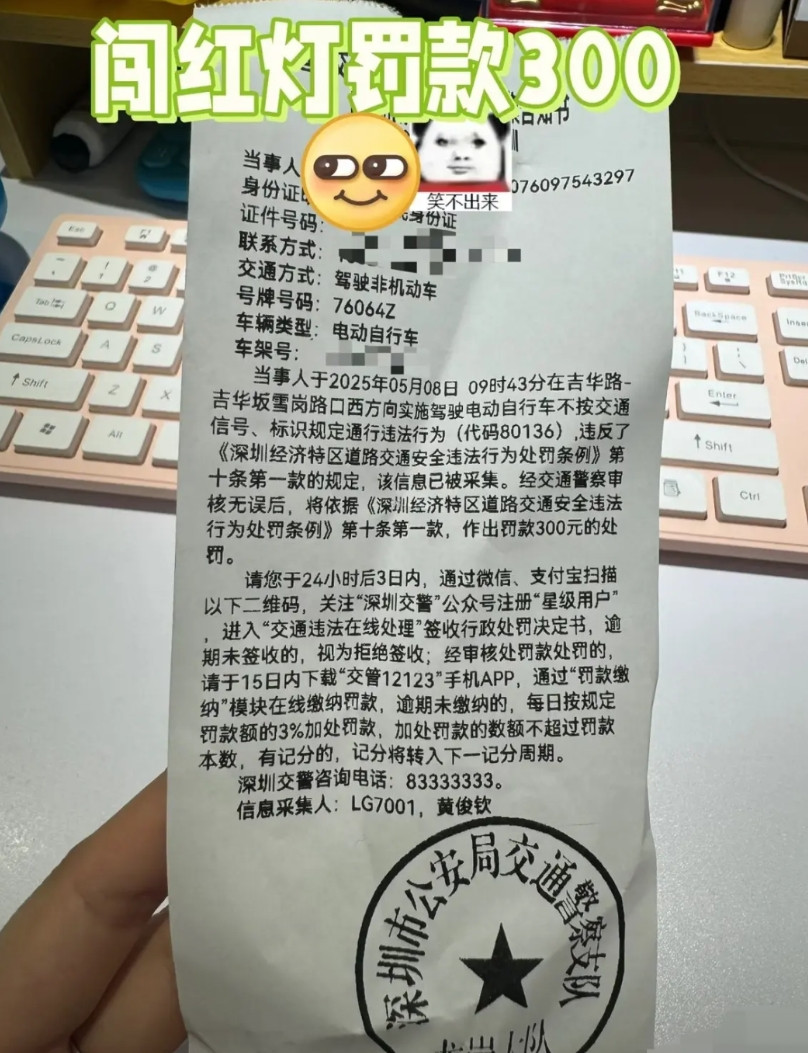 闯红灯罚款300
告知书
当事人
身份证
076097543297
笑不出来
证件号码:
身份证
联系方式:
交通方式: 驾驶非机动车
号牌号码: 76064Z
车辆类型: 电动自行车
车架号:
当事人于2025年05月08日 09时43分在吉华路-
吉华坂雪岗路口西方向实施驾驶电动自行车不按交通
信号、标识规定通行违法行为（代码80136）,违反了
《深圳经济特区道路交通安全违法行为处罚条例》第
十条第一款的规定，该信息已被采集。经交通警察审
核无误后，将依据《深圳经济特区道路交通安全违法
行为处罚条例》第十条第一款，作出罚款300元的处
罚。
请您于24小时后3日内，通过微信、支付宝扫描
以下二维码，关注“深圳交警”公众号注册“星级用户”
，进入“交通违法在线处理”签收行政处罚决定书，逾
期未签收的，视为拒绝签收；经审核处罚款处罚的，
请于15日内下载“交管12123”手机APP，通过“罚款缴
纳”模块在线缴纳罚款，逾期未缴纳的，每日按规定
罚款额的3%加处罚款，加处罚款的数额不超过罚款
本数，有记分的，记分将转入下一记分周期。
深圳交警咨询电话：83333333。
信息采集人：LG7001，黄俊钦
深圳市公安局交通警察支队
Esc
F1
F12
PrtScr
SysRq
Tab
Q
W
BackSpace
Inse
CapsLock
A
S
Del
Shift
Z
X
Enter
Alt
Shift
Ctrl